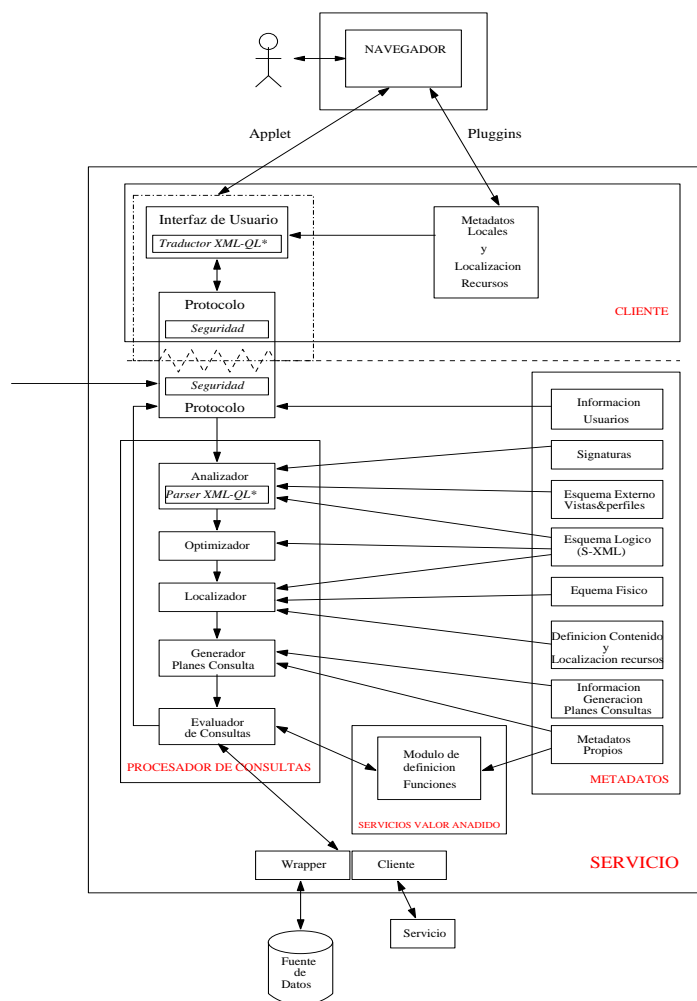 NAVEGADOR
Applet
Pluggins
Interfaz de Usuario
Traductor XML-QL*
Metadatos
Locales
y
Localizacion
Recursos
CLIENTE
Protocolo
Seguridad
Seguridad
Protocolo
Informacion
Usuarios
Signaturas
Esquema Externo
Vistas&perfiles
Esquema Logico
(S-XML)
Equema Fisico
Definicion Contenido
y
Localizacion recursos
Informacion
Generacion
Planes Consultas
Metadatos
Propios
METADATOS
Analizador
Parser XML-QL*
Optimizador
Localizador
Generador
Planes Consulta
Evaluador
de Consultas
PROCESADOR DE CONSULTAS
Modulo de
definicion
Funciones
SERVICIOS VALOR ANADIDO
SERVICIO
Wrapper
Cliente
Servicio
Fuente
de
Datos